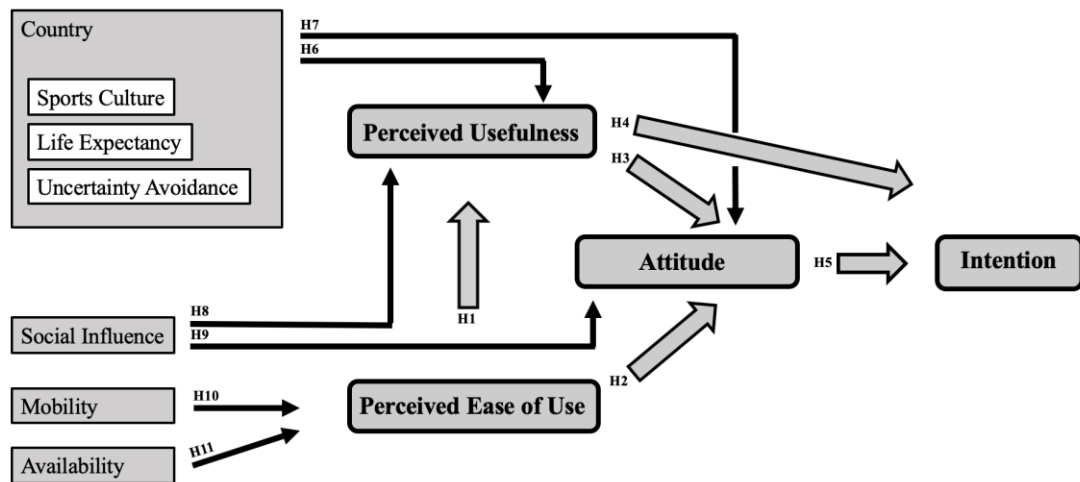 Country
H7
H6
Sports Culture
Life Expectancy
Uncertainty Avoidance
Perceived Usefulness
H4
H3
Attitude
H5
Intention
H8
H9
H1
Social Influence
H2
Mobility
H10
Perceived Ease of Use
H11
Availability